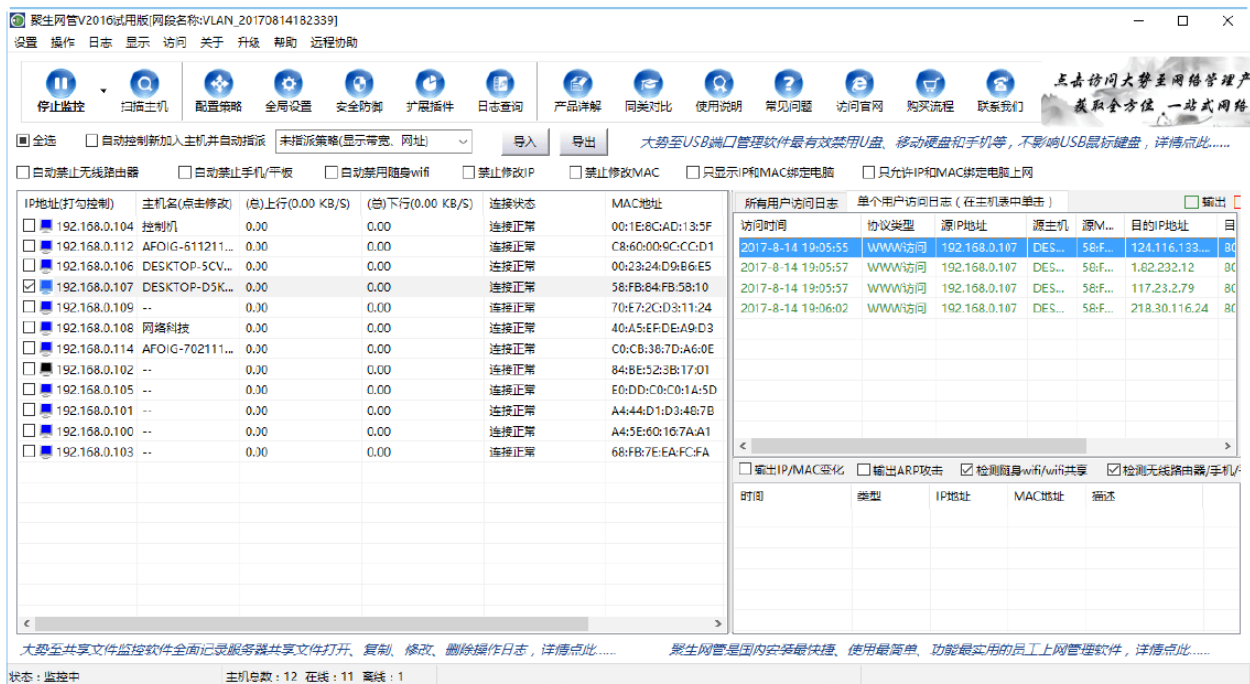 聚生网管V2016试用版[网段名称:VLAN_20170814182339]
设置 操作 日志 显示 访问 关于 升级 帮助 远程协助
停止监控 扫描主机 配置策略 全局设置 安全防御 扩展插件 日志查询 产品详解 同类对比 使用说明 常见问题 访问官网 购买流程 联系我们
点击访问大势至网络管理产
获取全方位、一站式网络
全选 自动控制新加入主机并自动指派 未指派策略(显示带宽、网址) 导入 导出 大势至USB端口管理软件最有效禁用U盘、移动硬盘和手机等，不影响USB鼠标键盘，详情点此......
自动禁止无线路由器 自动禁止手机/平板 自动禁用随身wifi 禁止修改IP 禁止修改MAC 只显示IP和MAC绑定电脑 只允许IP和MAC绑定电脑上网
IP地址(打勾控制) 主机名(点击修改) (总)上行(0.00 KB/S) (总)下行(0.00 KB/S) 连接状态 MAC地址
192.168.0.104 控制机 0.00 0.00 连接正常 00:1E:8C:AD:13:5F
192.168.0.112 AFOIG-611211... 0.00 0.00 连接正常 C8:60:00:9C:CC:D1
192.168.0.106 DESKTOP-5CV... 0.00 0.00 连接正常 00:23:24:D9:B6:E5
192.168.0.107 DESKTOP-D5K... 0.00 0.00 连接正常 58:FB:84:FB:58:10
192.168.0.109 -- 0.00 0.00 连接正常 70:E7:2C:D3:11:24
192.168.0.108 网络科技 0.00 0.00 连接正常 40:A5:EF:DE:A9:D3
192.168.0.114 AFOIG-702111... 0.00 0.00 连接正常 C0:CB:38:7D:A6:0E
192.168.0.102 -- 0.00 0.00 连接正常 84:BE:52:3B:17:01
192.168.0.105 -- 0.00 0.00 连接正常 E0:DD:C0:C0:1A:5D
192.168.0.101 -- 0.00 0.00 连接正常 A4:44:D1:D3:48:7B
192.168.0.100 -- 0.00 0.00 连接正常 A4:5E:60:16:7A:A1
192.168.0.103 -- 0.00 0.00 连接正常 68:FB:7E:EA:FC:FA
所有用户访问日志 单个用户访问日志（在主机表中单击） 输出
访问时间 协议类型 源IP地址 源主机 源M... 目的IP地址 目
2017-8-14 19:05:55 WWW访问 192.168.0.107 DES... 58:F... 124.116.133.... 80
2017-8-14 19:05:57 WWW访问 192.168.0.107 DES... 58:F... 1.82.232.12 80
2017-8-14 19:05:57 WWW访问 192.168.0.107 DES... 58:F... 117.23.2.79 80
2017-8-14 19:06:02 WWW访问 192.168.0.107 DES... 58:F... 218.30.116.24 80
输出IP/MAC变化 输出ARP攻击 检测随身wifi/wifi共享 检测无线路由器/手机/
时间 类型 IP地址 MAC地址 描述
大势至共享文件监控软件全面记录服务器共享文件打开、复制、修改、删除操作日志，详情点此...... 聚生网管是国内安装最快捷、使用最简单、功能最实用的员工上网管理软件，详情点此......
状态：监控中 主机总数：12 在线：11 离线：1